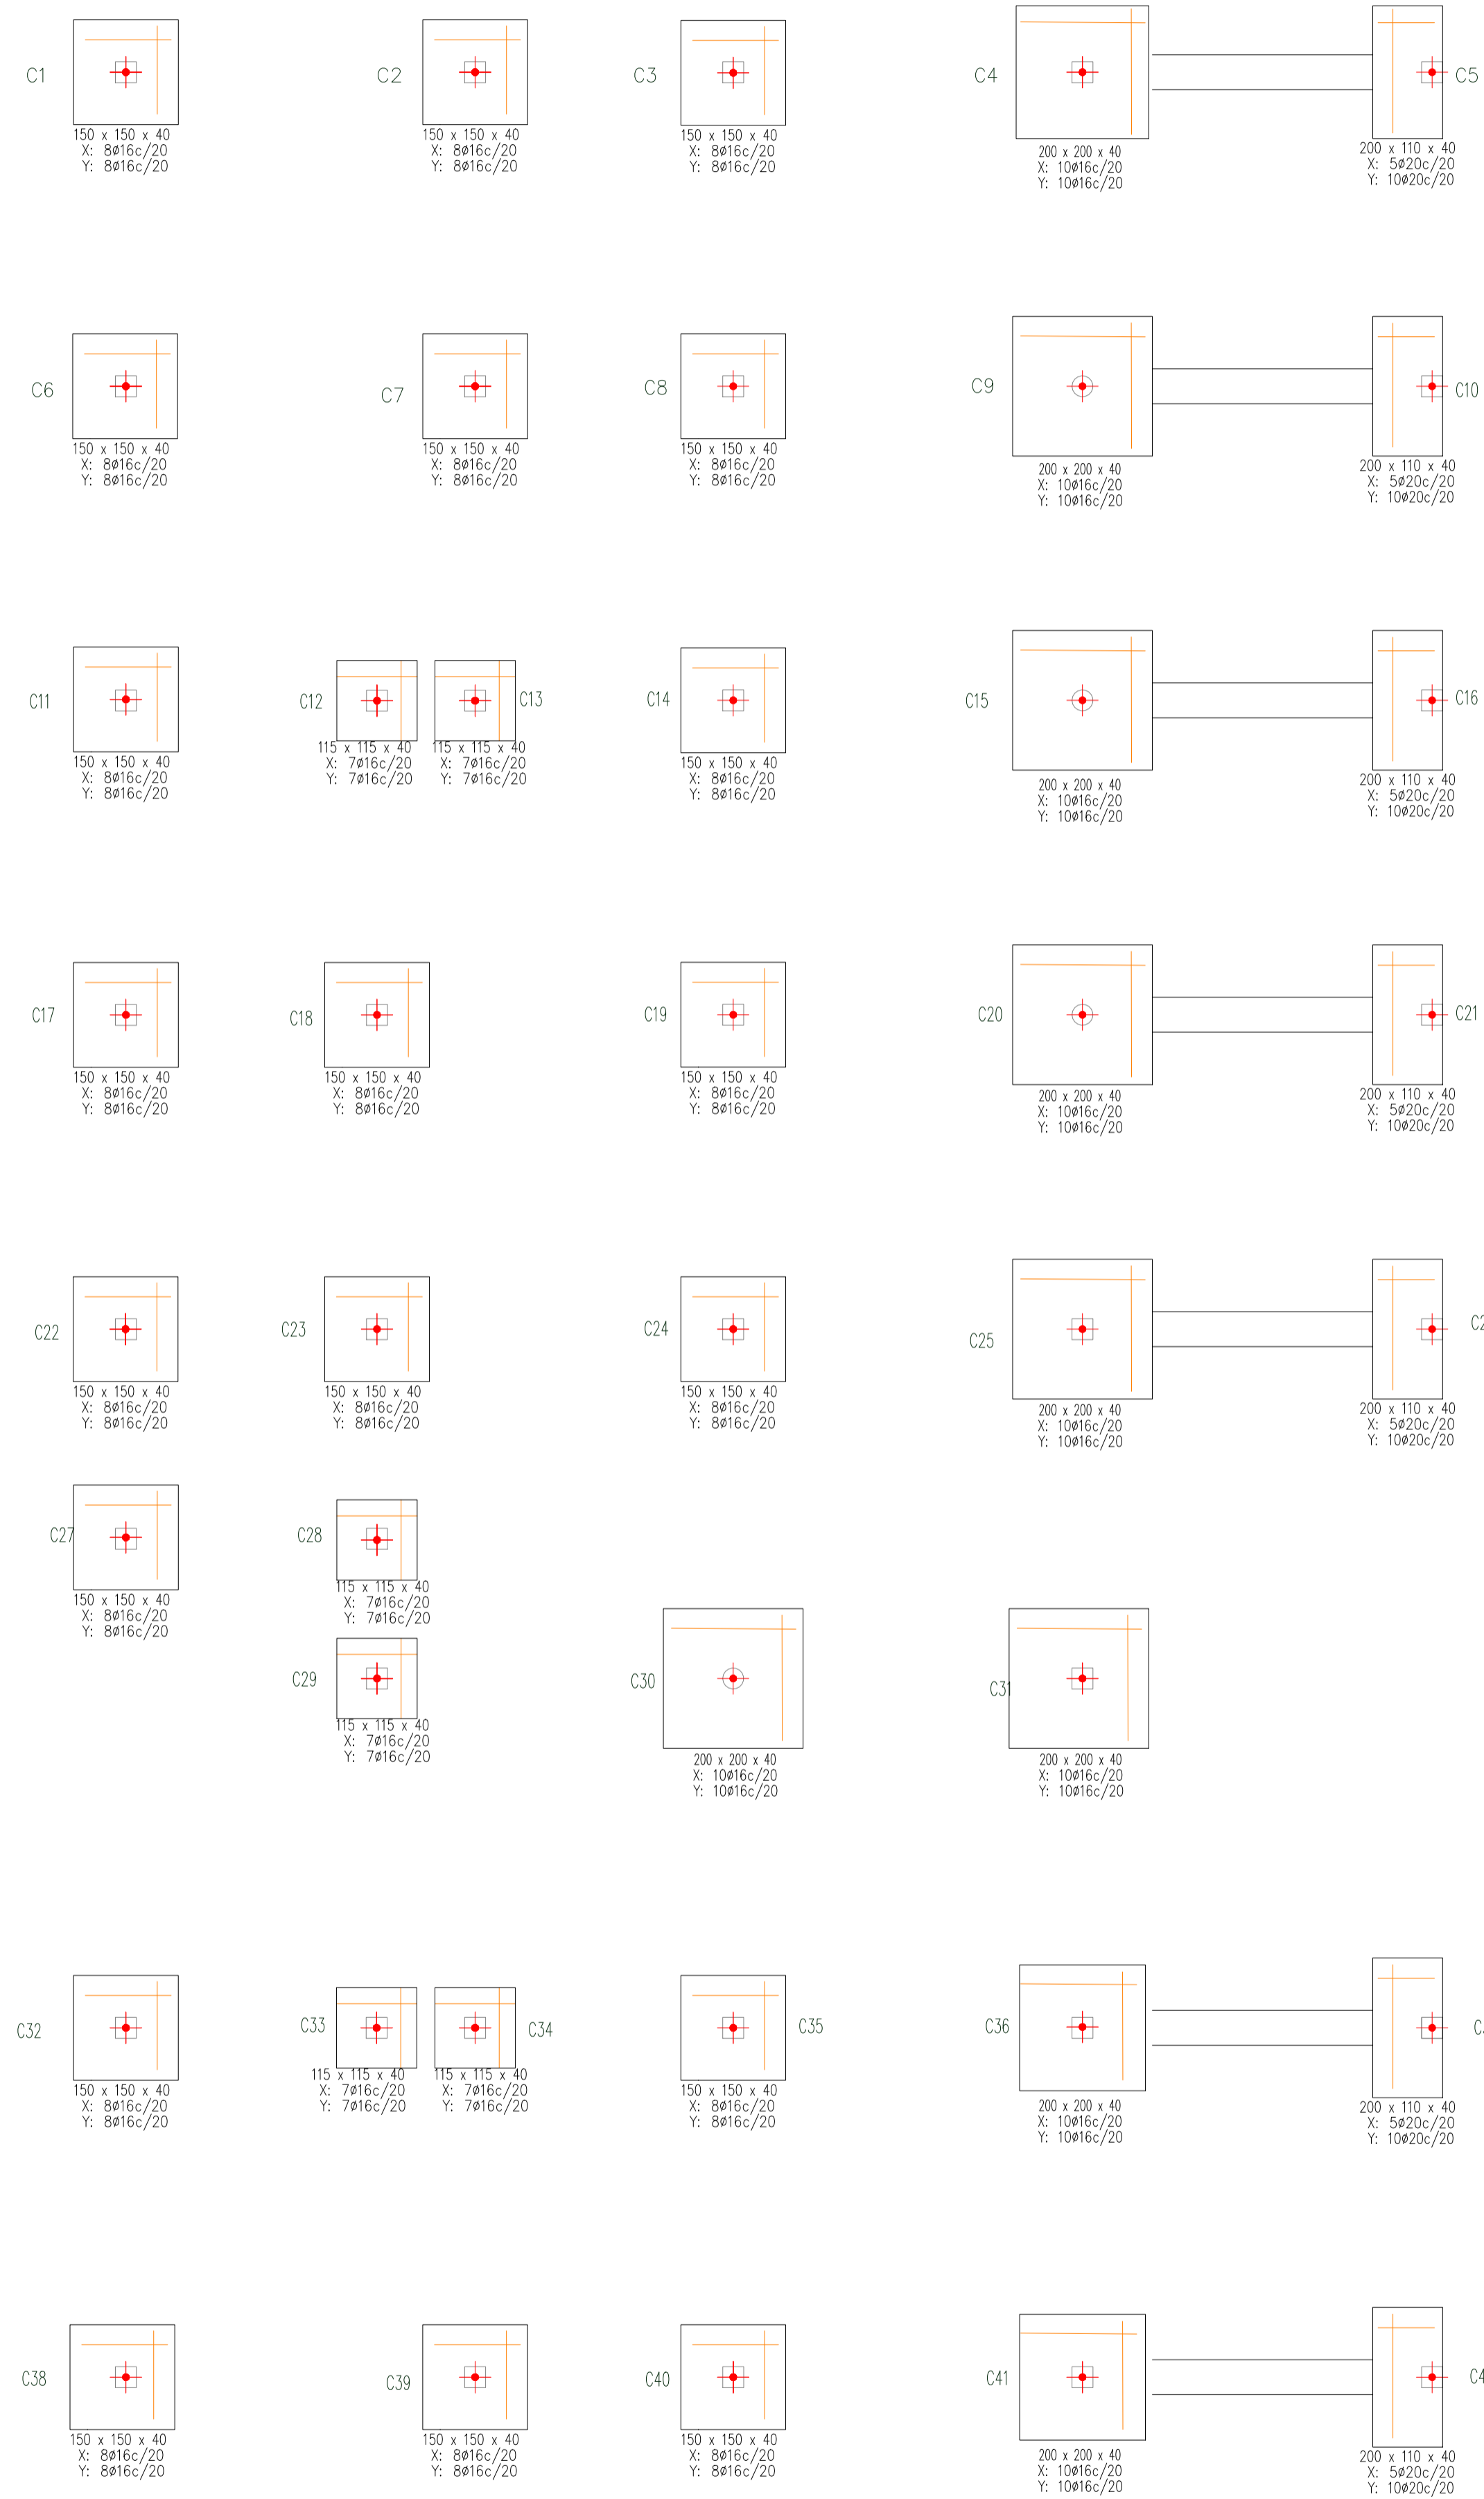 C1
150 x 150 x 40
X: 8ø16c/20
Y: 8ø16c/20
C2
150 x 150 x 40
X: 8ø16c/20
Y: 8ø16c/20
C3
150 x 150 x 40
X: 8ø16c/20
Y: 8ø16c/20
C4
200 x 200 x 40
X: 10ø16c/20
Y: 10ø16c/20
C5
200 x 110 x 40
X: 5ø20c/20
Y: 10ø20c/20
C6
150 x 150 x 40
X: 8ø16c/20
Y: 8ø16c/20
C7
150 x 150 x 40
X: 8ø16c/20
Y: 8ø16c/20
C8
150 x 150 x 40
X: 8ø16c/20
Y: 8ø16c/20
C9
200 x 200 x 40
X: 10ø16c/20
Y: 10ø16c/20
C10
200 x 110 x 40
X: 5ø20c/20
Y: 10ø20c/20
C11
150 x 150 x 40
X: 8ø16c/20
Y: 8ø16c/20
C12
115 x 115 x 40
X: 7ø16c/20
Y: 7ø16c/20
C13
115 x 115 x 40
X: 7ø16c/20
Y: 7ø16c/20
C14
150 x 150 x 40
X: 8ø16c/20
Y: 8ø16c/20
C15
200 x 200 x 40
X: 10ø16c/20
Y: 10ø16c/20
C16
200 x 110 x 40
X: 5ø20c/20
Y: 10ø20c/20
C17
150 x 150 x 40
X: 8ø16c/20
Y: 8ø16c/20
C18
150 x 150 x 40
X: 8ø16c/20
Y: 8ø16c/20
C19
150 x 150 x 40
X: 8ø16c/20
Y: 8ø16c/20
C20
200 x 200 x 40
X: 10ø16c/20
Y: 10ø16c/20
C21
200 x 110 x 40
X: 5ø20c/20
Y: 10ø20c/20
C22
150 x 150 x 40
X: 8ø16c/20
Y: 8ø16c/20
C23
150 x 150 x 40
X: 8ø16c/20
Y: 8ø16c/20
C24
150 x 150 x 40
X: 8ø16c/20
Y: 8ø16c/20
C25
200 x 200 x 40
X: 10ø16c/20
Y: 10ø16c/20
200 x 110 x 40
X: 5ø20c/20
Y: 10ø20c/20
C27
150 x 150 x 40
X: 8ø16c/20
Y: 8ø16c/20
C28
115 x 115 x 40
X: 7ø16c/20
Y: 7ø16c/20
C29
115 x 115 x 40
X: 7ø16c/20
Y: 7ø16c/20
C30
200 x 200 x 40
X: 10ø16c/20
Y: 10ø16c/20
C31
200 x 200 x 40
X: 10ø16c/20
Y: 10ø16c/20
C32
150 x 150 x 40
X: 8ø16c/20
Y: 8ø16c/20
C33
115 x 115 x 40
X: 7ø16c/20
Y: 7ø16c/20
C34
115 x 115 x 40
X: 7ø16c/20
Y: 7ø16c/20
C35
150 x 150 x 40
X: 8ø16c/20
Y: 8ø16c/20
C36
200 x 200 x 40
X: 10ø16c/20
Y: 10ø16c/20
200 x 110 x 40
X: 5ø20c/20
Y: 10ø20c/20
C38
150 x 150 x 40
X: 8ø16c/20
Y: 8ø16c/20
C39
150 x 150 x 40
X: 8ø16c/20
Y: 8ø16c/20
C40
150 x 150 x 40
X: 8ø16c/20
Y: 8ø16c/20
C41
200 x 200 x 40
X: 10ø16c/20
Y: 10ø16c/20
200 x 110 x 40
X: 5ø20c/20
Y: 10ø20c/20